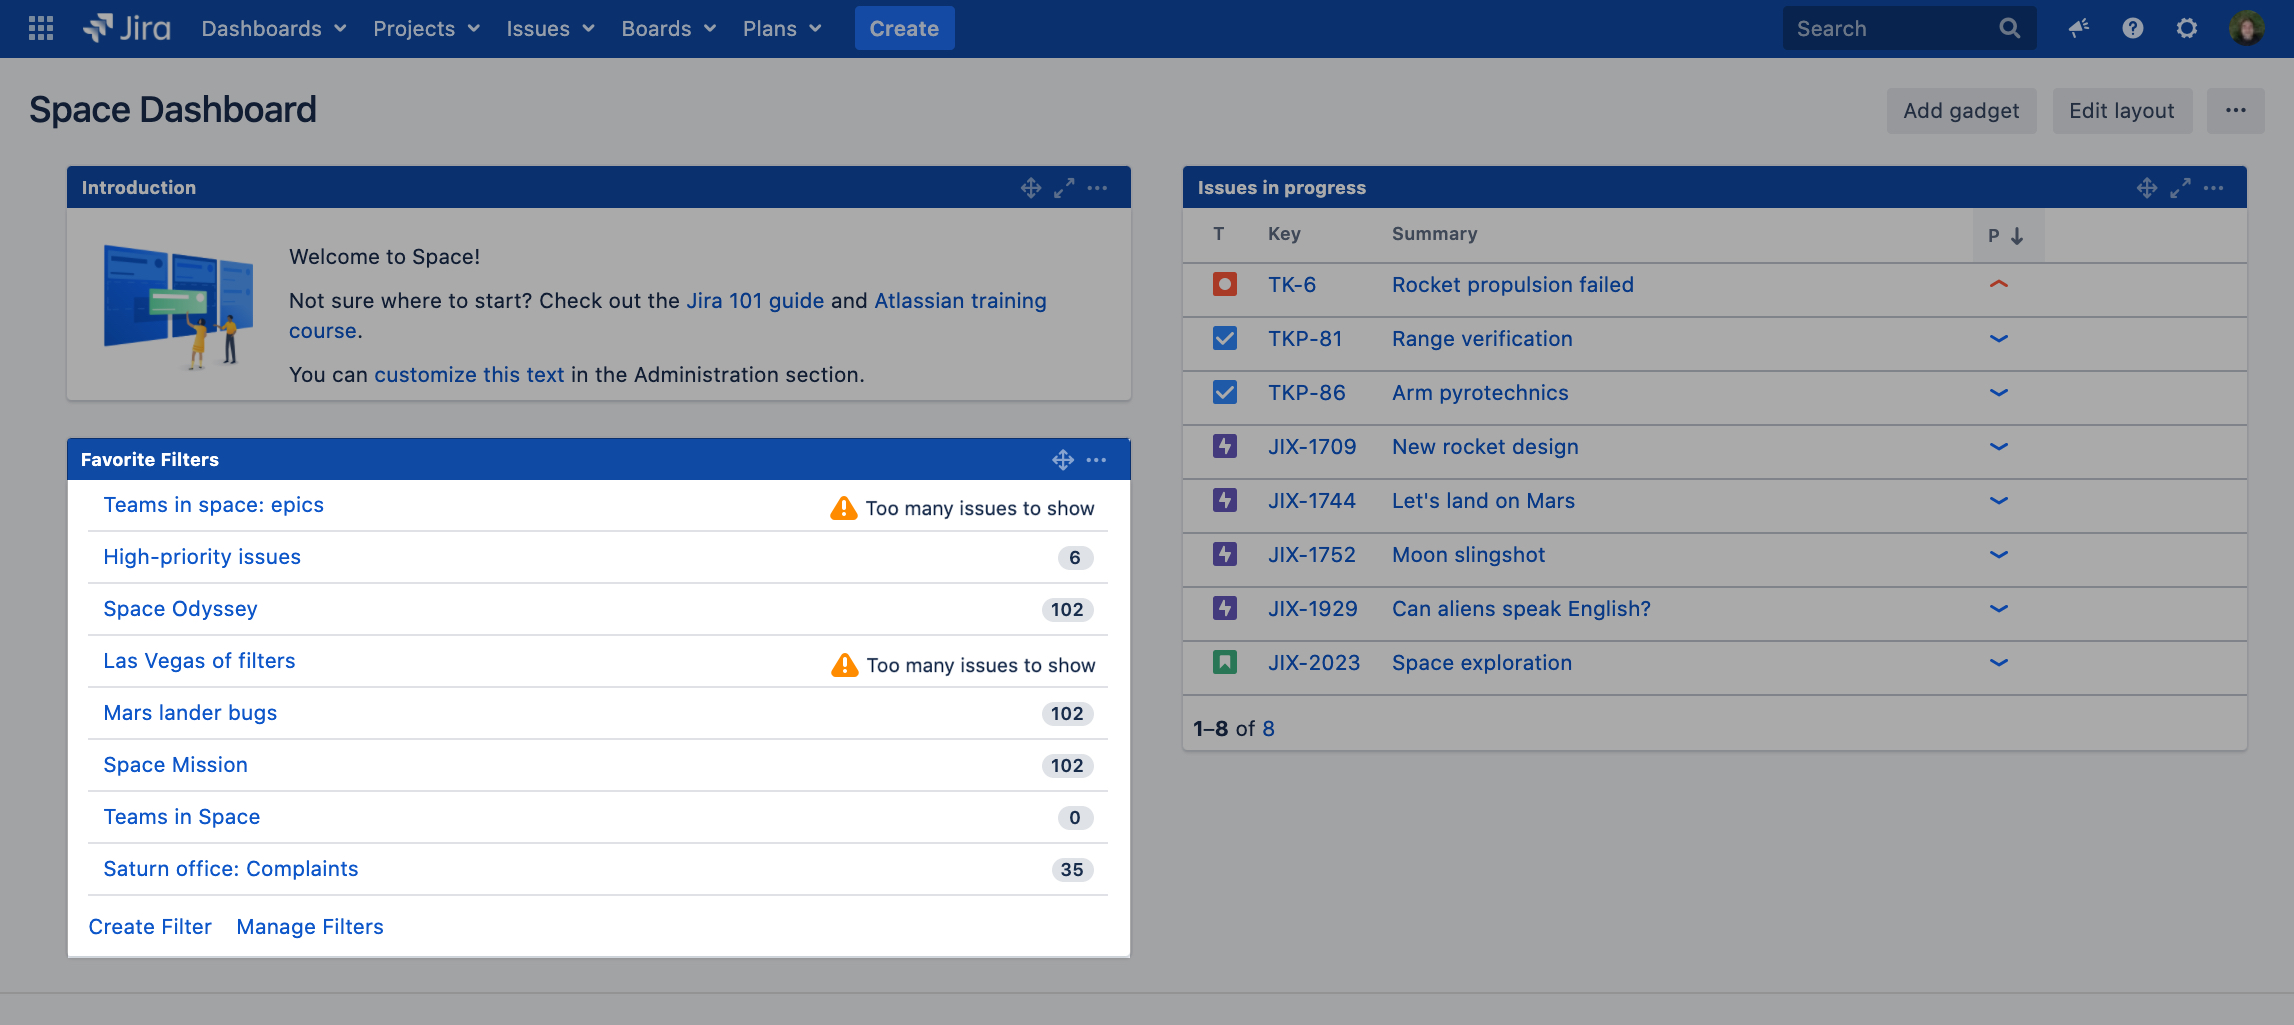 Jira Dashboards Projects Issues Boards Plans Create Search
Space Dashboard
Add gadget Edit layout
Introduction
Welcome to Space!
Not sure where to start? Check out the Jira 101 guide and Atlassian training
course.
You can customize this text in the Administration section.
Favorite Filters
Teams in space: epics Too many issues to show
High-priority issues 6
Space Odyssey 102
Las Vegas of filters Too many issues to show
Mars lander bugs 102
Space Mission 102
Teams in Space 0
Saturn office: Complaints 35
Create Filter Manage Filters
Issues in progress
T Key Summary P
TK-6 Rocket propulsion failed
TKP-81 Range verification
TKP-86 Arm pyrotechnics
JIX-1709 New rocket design
JIX-1744 Let's land on Mars
JIX-1752 Moon slingshot
JIX-1929 Can aliens speak English?
JIX-2023 Space exploration
1–8 of 8